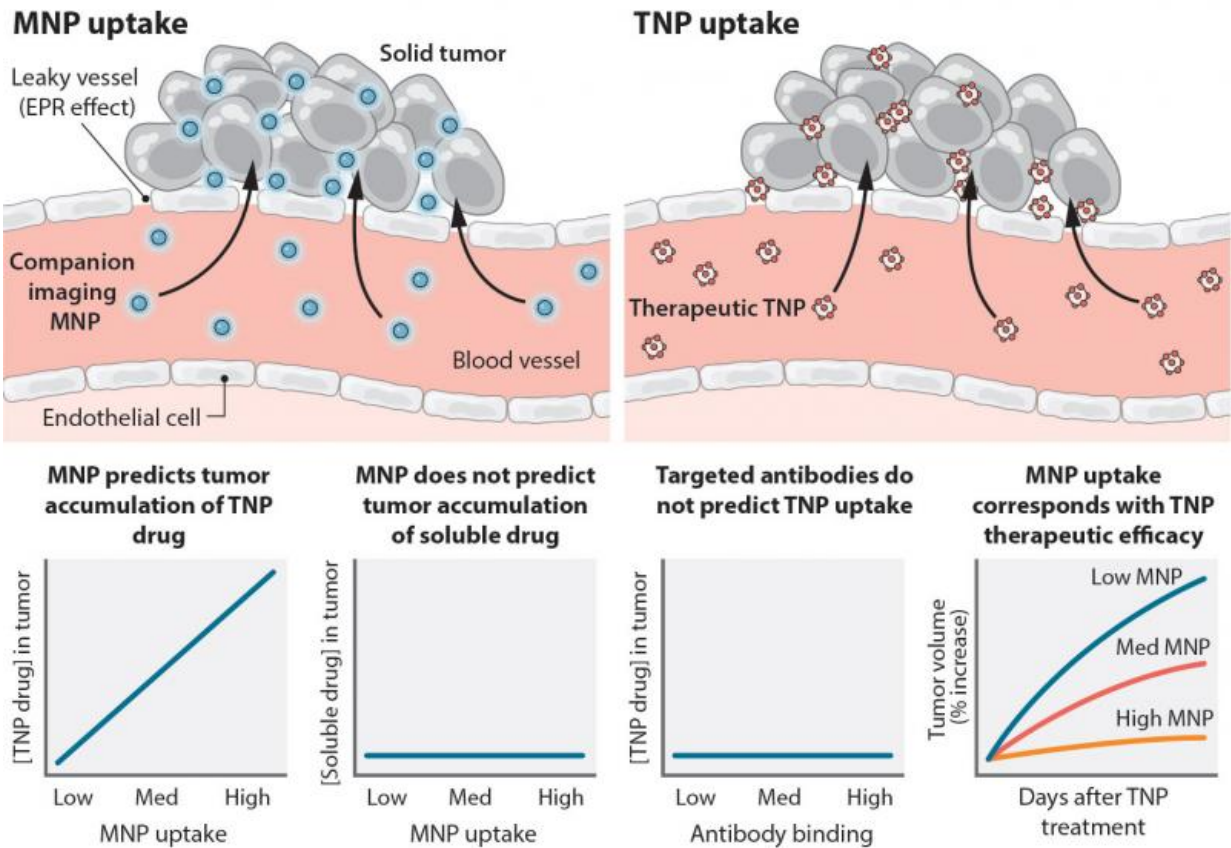 MNP uptake
Solid tumor
Leaky vessel
(EPR effect)
Companion
imaging
MNP
Blood vessel
Endothelial cell
TNP uptake
Therapeutic TNP
MNP predicts tumor
accumulation of TNP
drug
[TNP drug] in tumor
Low Med High
MNP uptake
MNP does not predict
tumor accumulation
of soluble drug
[Soluble drug] in tumor
Low Med High
MNP uptake
Targeted antibodies do
not predict TNP uptake
[TNP drug] in tumor
Low Med High
Antibody binding
MNP uptake
corresponds with TNP
therapeutic efficacy
Tumor volume
(% increase)
Low MNP
Med MNP
High MNP
Days after TNP
treatment